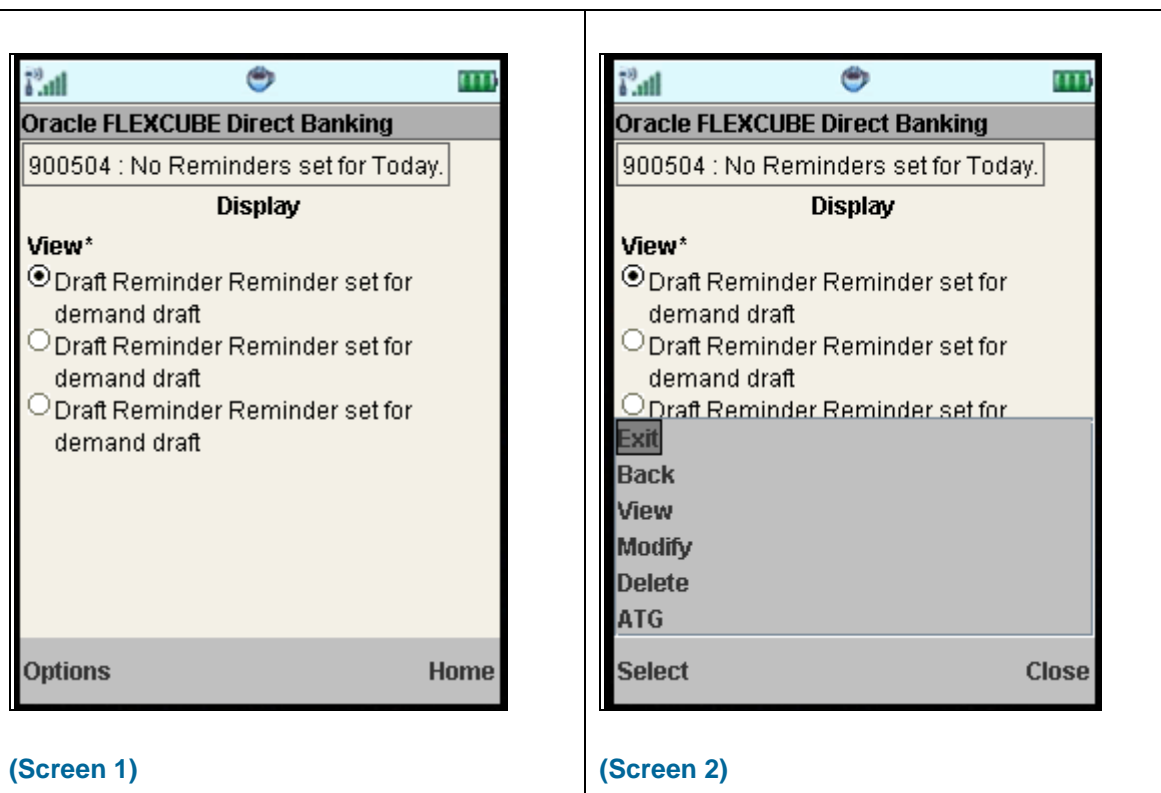 Oracle FLEXCUBE Direct Banking
900504 : No Reminders set for Today.
Display
View*
Draft Reminder Reminder set for
demand draft
Draft Reminder Reminder set for
demand draft
Draft Reminder Reminder set for
demand draft
Options Home
(Screen 1)
Oracle FLEXCUBE Direct Banking
900504 : No Reminders set for Today.
Display
View*
Draft Reminder Reminder set for
demand draft
Draft Reminder Reminder set for
demand draft
Draft Reminder Reminder set for
Exit
Back
View
Modify
Delete
ATG
Select Close
(Screen 2)